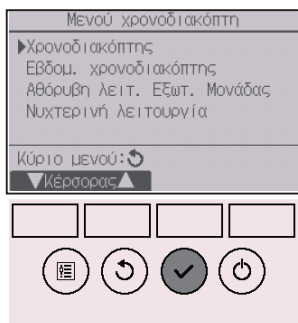 Μενού χρονοδιακόπτη
▶Χρονοδιακόπτης
Εβδομ. χρονοδιακόπτης
Αθόρυβη λειτ. Εξωτ. Μονάδας
Νυχτερινή λειτουργία
Κύριο μενού:
▼Κέρσορας▲